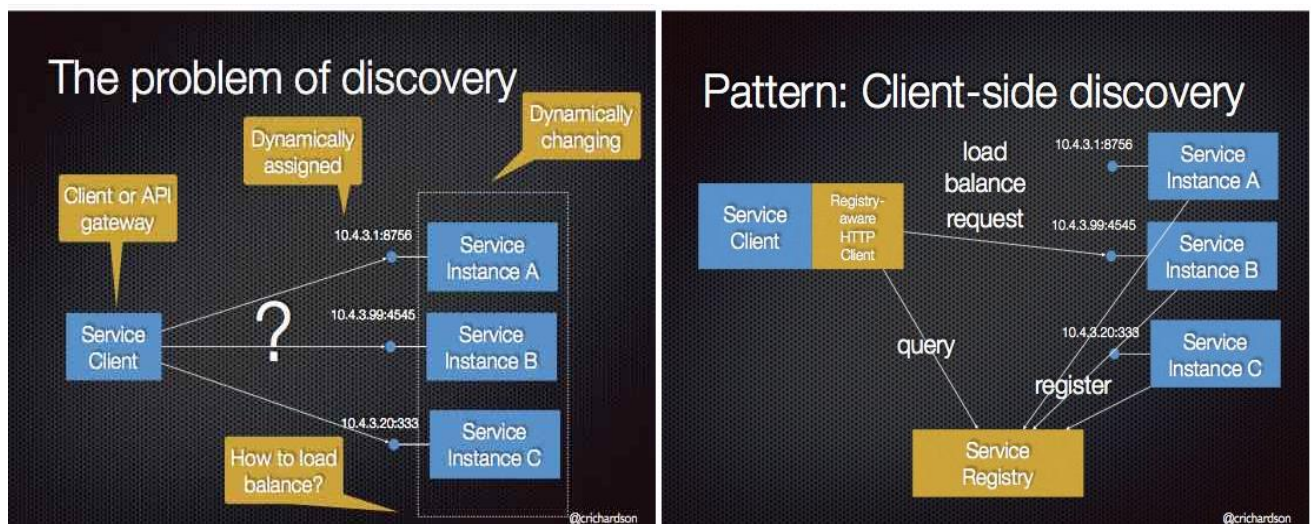 The problem of discovery
Dynamically
changing
Dynamically
assigned
Client or API
gateway
10.4.3.1:8756
Service
Instance A
?
10.4.3.99:4545
Service
Client
Service
Instance B
10.4.3.20:333
Service
Instance C
How to load
balance?
@crichardson
Pattern: Client-side discovery
10.4.3.1:8756
load
balance
request
Service
Instance A
Service
Client
Registry-
aware
HTTP
Client
10.4.3.99:4545
Service
Instance B
10.4.3.20:333
query
Service
Instance C
register
Service
Registry
@crichardson